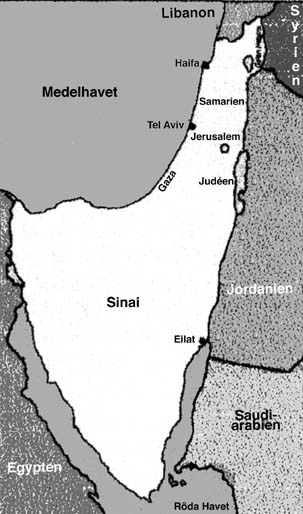 Libanon
Syrien
Haifa
Medelhavet
Samarien
Tel Aviv
Jerusalem
Gaza
Judéen
Sinai
Jordanien
Eilat
Saudi-
arabien
Egypten
Röda Havet